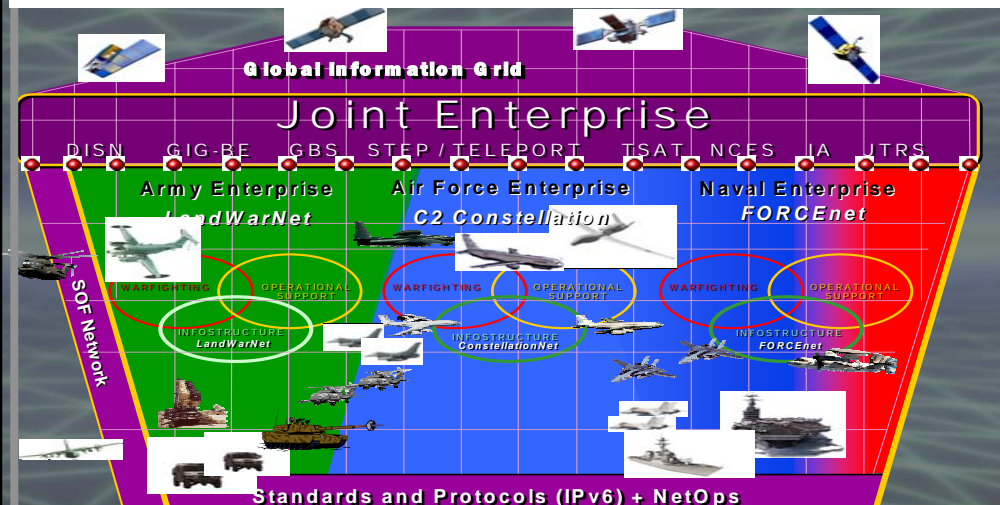 Global Information Grid
Joint Enterprise
DISN GIG-BE GBS STEP / TELEPORT TSAT NCES IA JTRS
Army Enterprise Air Force Enterprise Naval Enterprise
LandWarNet C2 Constellation FORCEnet
WARFIGHTING OPERATIONAL WARFIGHTING OPERATIONAL WARFIGHTING OPERATIONAL
SUPPORT SUPPORT SUPPORT
INFOSTRUCTURE INFOSTRUCTURE INFOSTRUCTURE
LandWarNet ConstellationNet FORCEnet
SOF Network
Standards and Protocols (IPv6) + NetOps